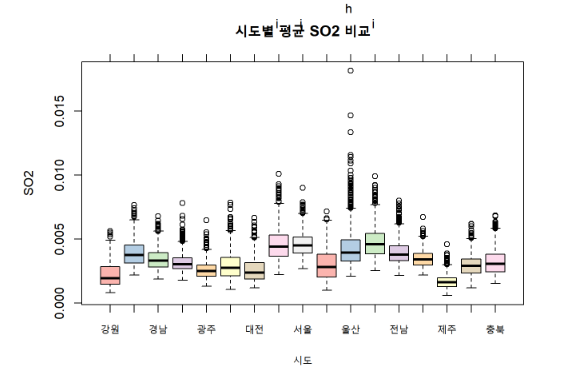 h
시도별 i 평균 i SO2 비교 i
SO2
0.000
0.005
0.010
0.015
강원 경남 광주 대전 서울 울산 전남 제주 충북
시도